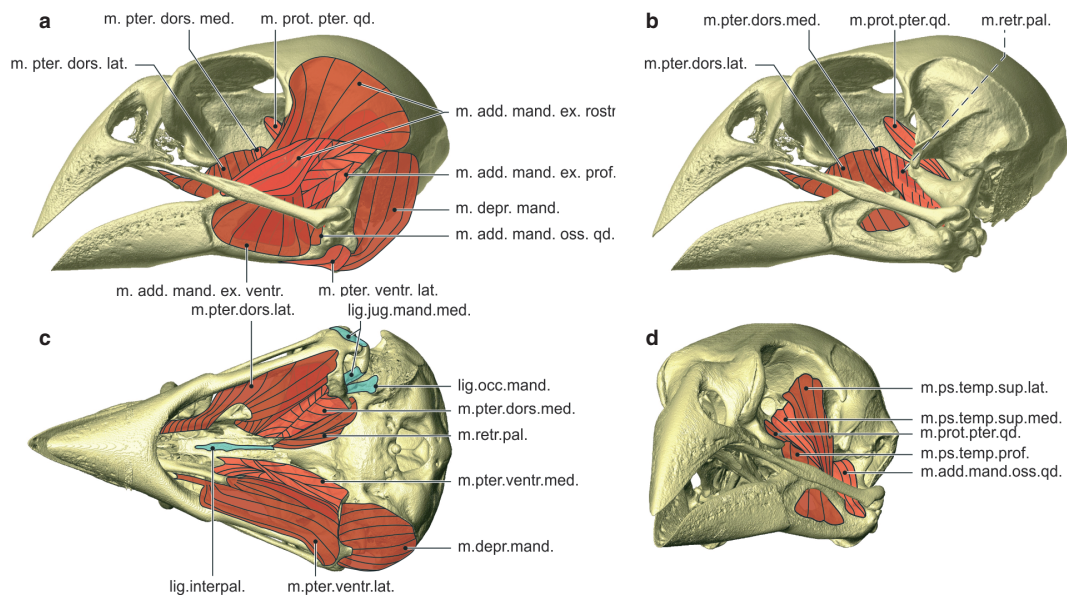 a
m. pter. dors. med.
m. prot. pter. qd.
m. pter. dors. lat.
m. add. mand. ex. rostr
m. add. mand. ex. prof.
m. depr. mand.
m. add. mand. oss. qd.
m. add. mand. ex. ventr.
m. pter. ventr. lat.
b
m.pter.dors.med.
m.prot.pter.qd.
m.retr.pal.
m.pter.dors.lat.
c
m.pter.dors.lat.
lig.jug.mand.med.
lig.occ.mand.
m.pter.dors.med.
m.retr.pal.
m.pter.ventr.med.
m.depr.mand.
lig.interpal.
m.pter.ventr.lat.
d
m.ps.temp.sup.lat.
m.ps.temp.sup.med.
m.prot.pter.qd.
m.ps.temp.prof.
m.add.mand.oss.qd.